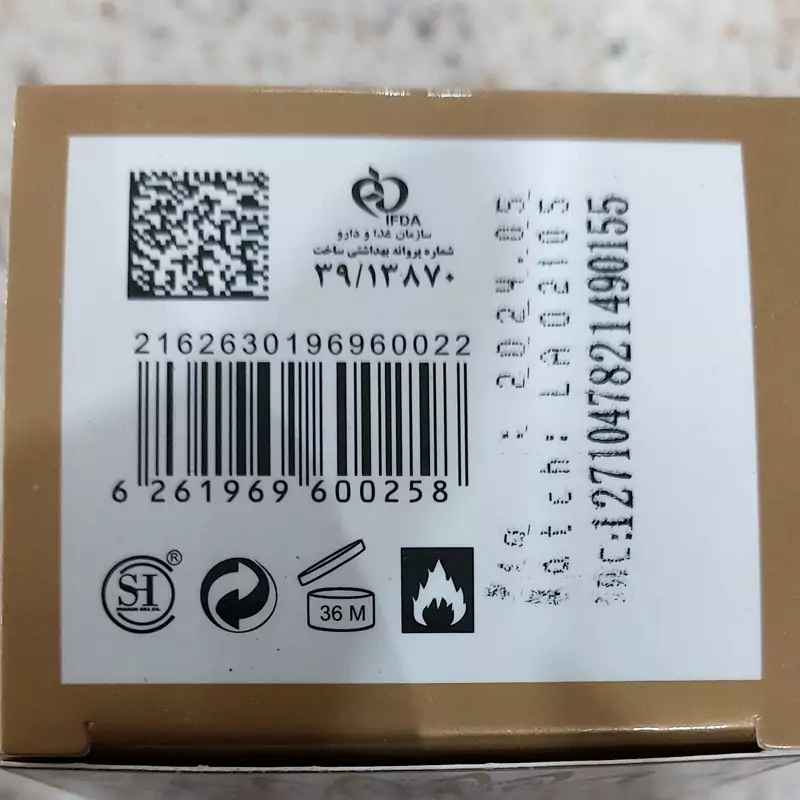 IFDA
سازمان غذا و دارو
شماره پروانه بهداشتی ساخت
۳۹/۱۳۸۷۰
2162630196960022
6 261969 600258
SH
®
36 M
2024.05
LA02105
1271047821490155